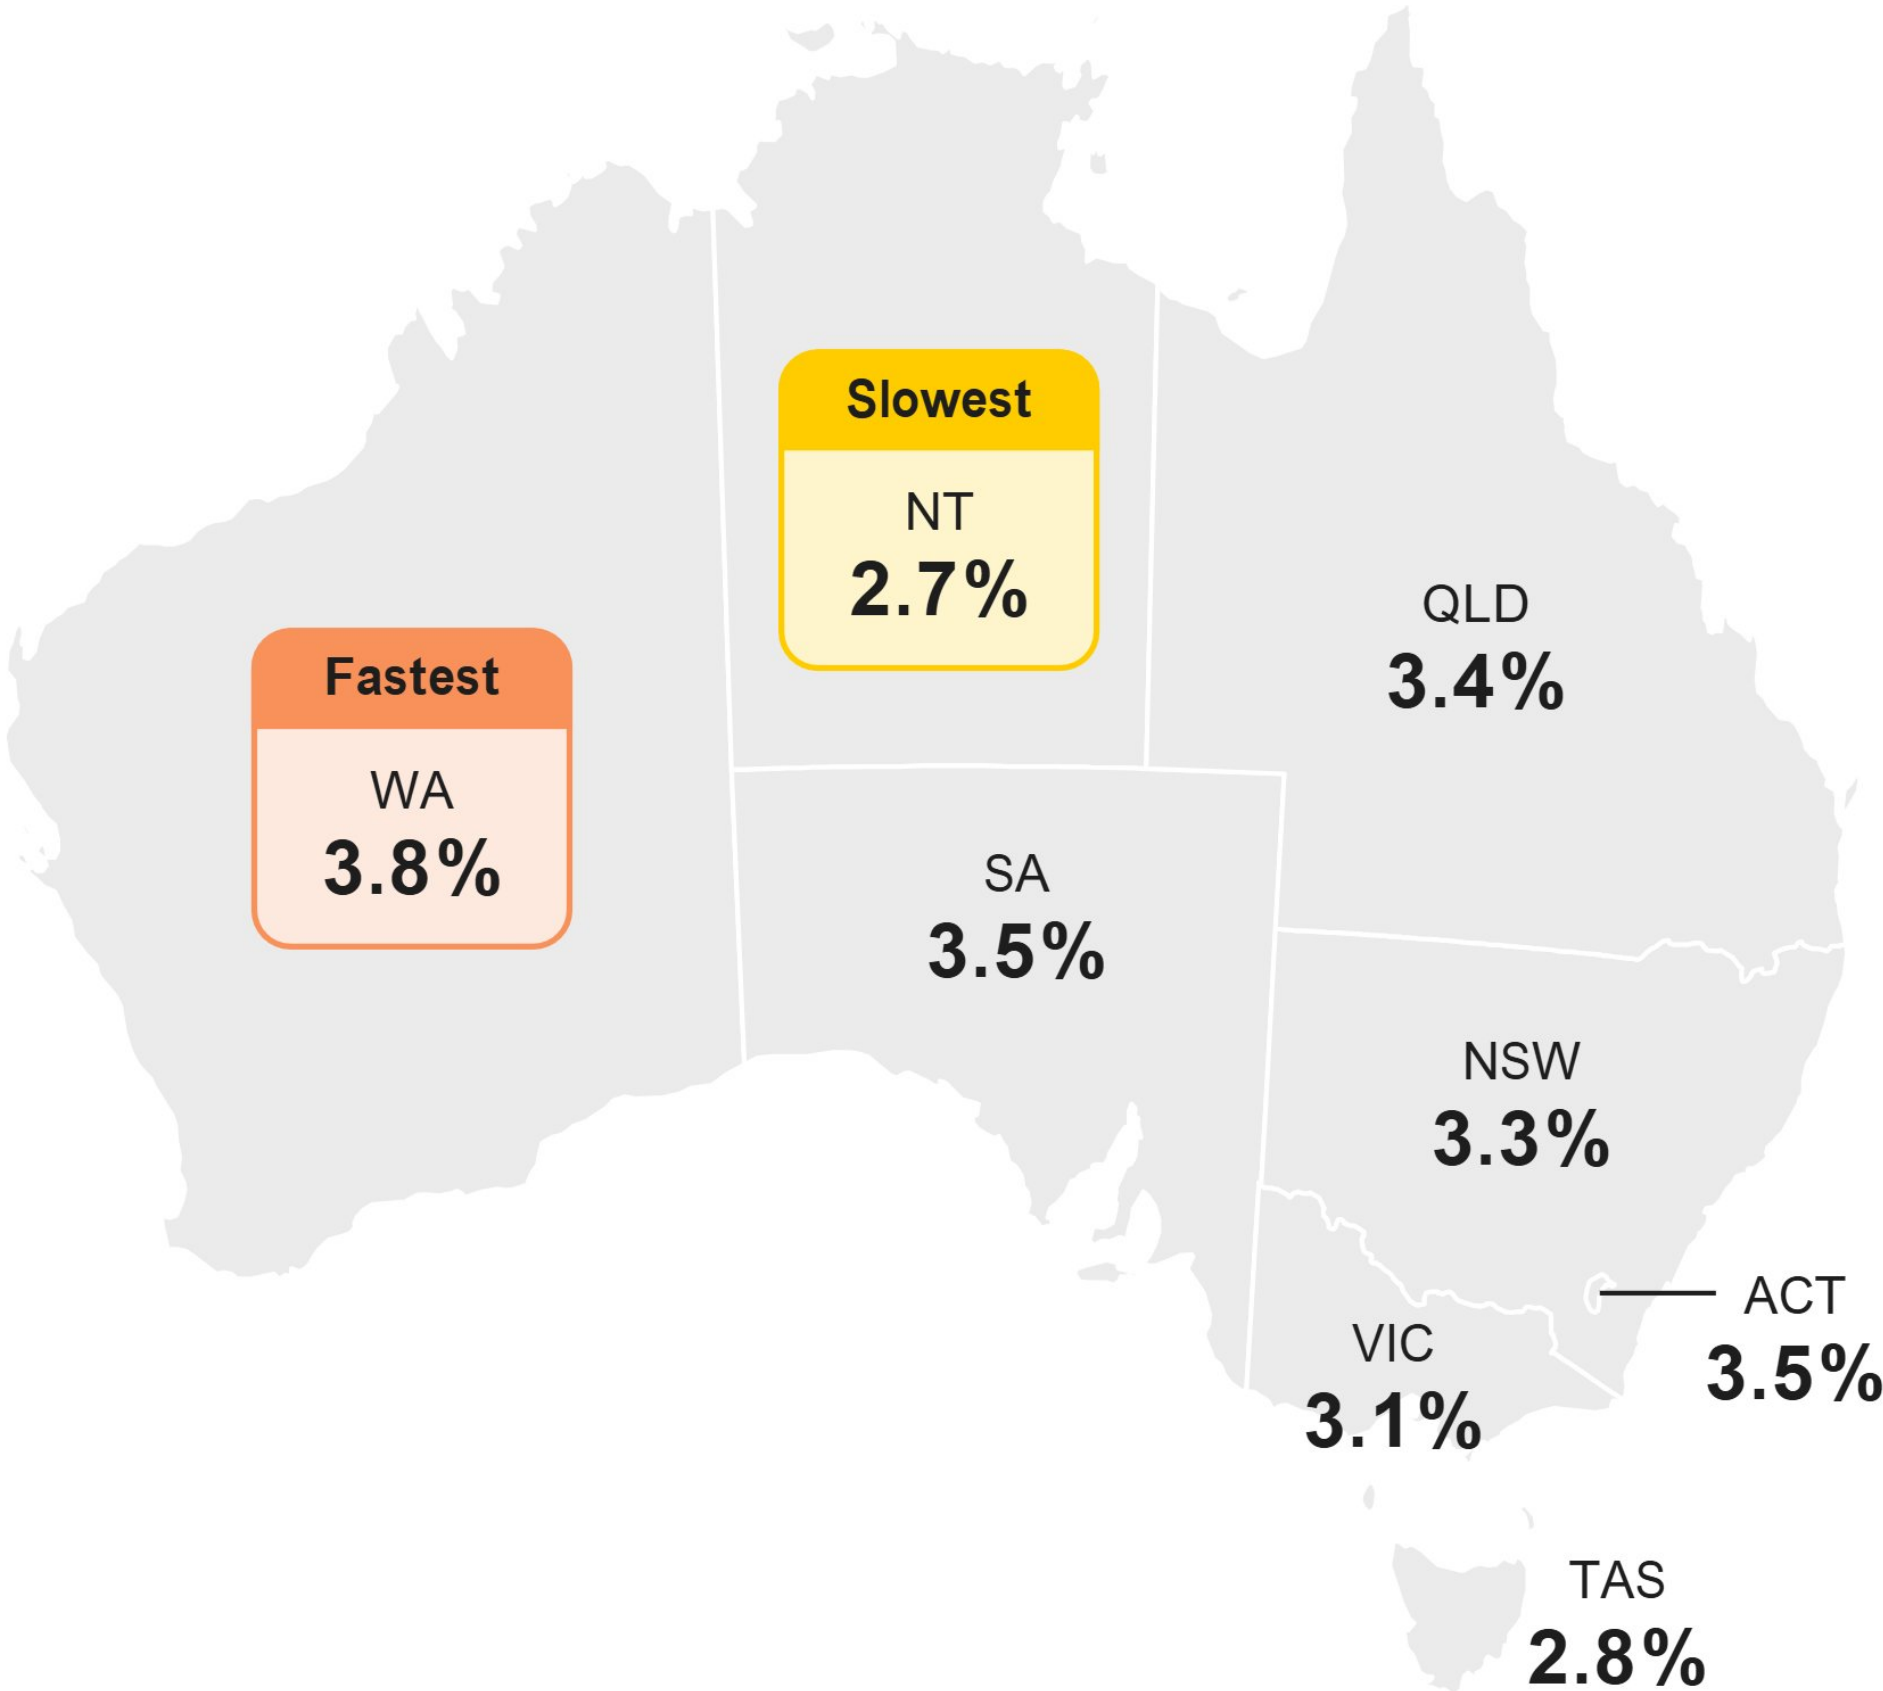 Slowest
NT
2.7%
QLD
3.4%
Fastest
WA
3.8%
SA
3.5%
NSW
3.3%
ACT
3.5%
VIC
3.1%
TAS
2.8%